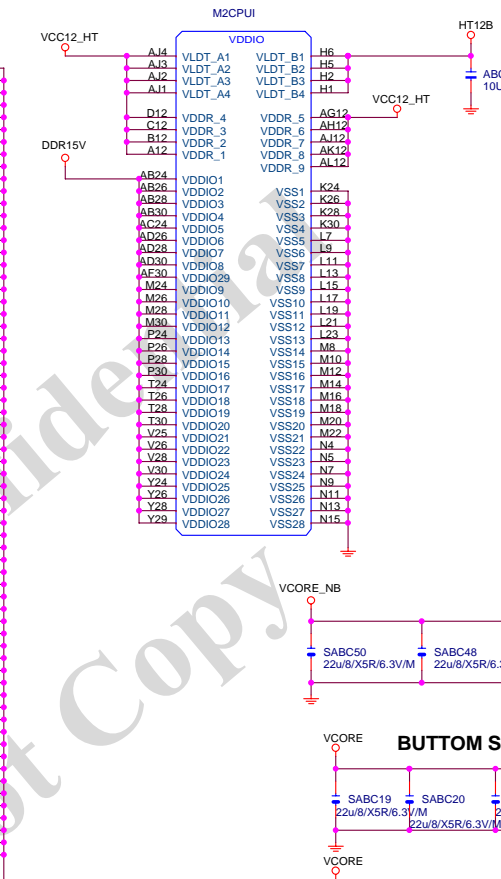 M2CPUI
HT12B
VCC12_HT
VDDIO
AJ4 VLDT_A1 VLDT_B1 H6
AJ3 VLDT_A2 VLDT_B2 H5
AJ2 VLDT_A3 VLDT_B3 H2
AJ1 VLDT_A4 VLDT_B4 H1
10U
VCC12_HT
D12 VDDR_4 VDDR_5 AG12
C12 VDDR_3 VDDR_6 AH12
B12 VDDR_2 VDDR_7 AJ12
A12 VDDR_1 VDDR_8 AK12
VDDR_9 AL12
DDR15V
AB24 VDDIO1
AB26 VDDIO2 VSS1 K24
AB28 VDDIO3 VSS2 K26
AB30 VDDIO4 VSS3 K28
AC24 VDDIO5 VSS4 K30
AD26 VDDIO6 VSS5 L7
AD28 VDDIO7 VSS6 L9
AD30 VDDIO8 VSS7 L11
AF30 VDDIO29 VSS8 L13
M24 VDDIO9 VSS9 L15
M26 VDDIO10 VSS10 L17
M28 VDDIO11 VSS11 L19
M30 VDDIO12 VSS12 L21
P24 VDDIO13 VSS13 L23
P26 VDDIO14 VSS14 M8
P28 VDDIO15 VSS15 M10
P30 VDDIO16 VSS16 M12
T24 VDDIO17 VSS17 M14
T26 VDDIO18 VSS18 M16
T28 VDDIO19 VSS19 M18
T30 VDDIO20 VSS20 M20
V25 VDDIO21 VSS21 M22
V26 VDDIO22 VSS22 N4
V28 VDDIO23 VSS23 N5
V30 VDDIO24 VSS24 N7
Y24 VDDIO25 VSS25 N9
Y26 VDDIO26 VSS26 N11
Y28 VDDIO27 VSS27 N13
Y29 VDDIO28 VSS28 N15
VCORE_NB
SABC50
22u/8/X5R/6.3V/M
SABC48
22u/8/X5R/6.3
VCORE
BUTTOM S
SABC19
22u/8/X5R/6.3V/M
SABC20
22u/8/X5R/6.3V/M
VCORE
Copy